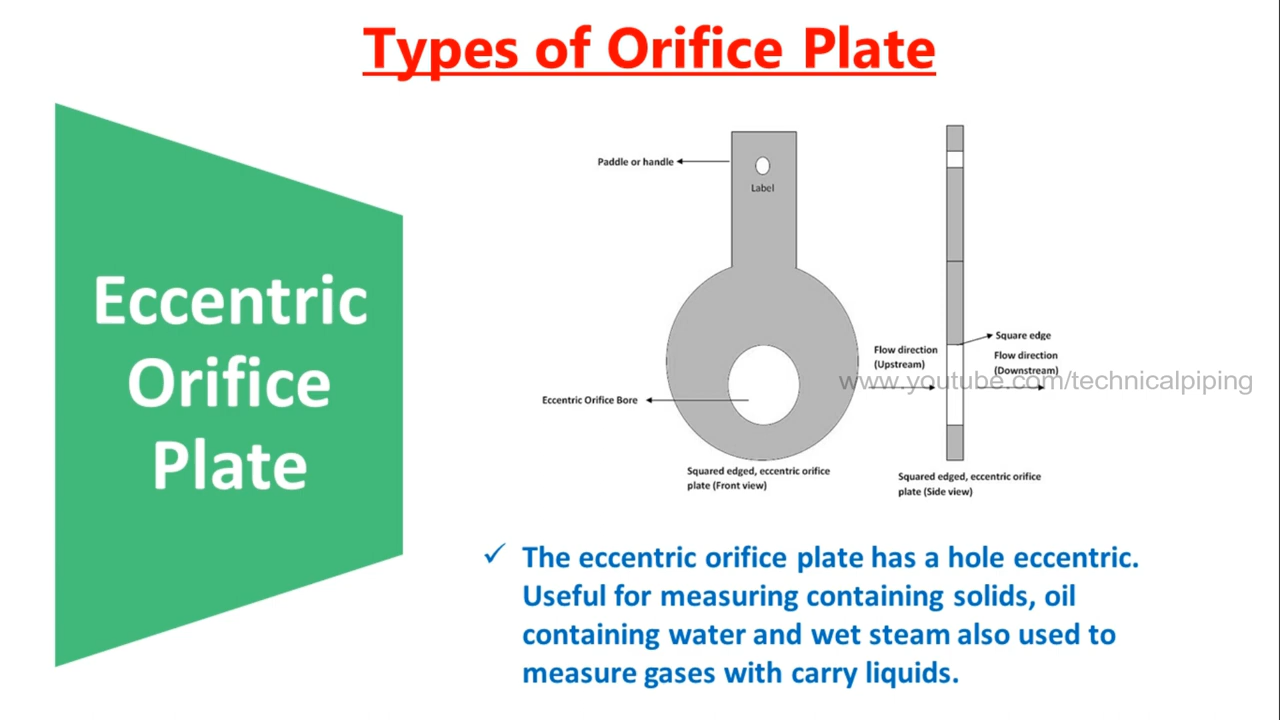 Types of Orifice Plate
Eccentric
Orifice
Plate
Paddle or handle
Label
Eccentric Orifice Bore
Squared edged, eccentric orifice
plate (Front view)
Flow direction
(Upstream)
Square edge
Flow direction
(Downstream)
www.youtube.com/technicalpiping
Squared edged, eccentric orifice
plate (Side view)
✓ The eccentric orifice plate has a hole eccentric.
Useful for measuring containing solids, oil
containing water and wet steam also used to
measure gases with carry liquids.